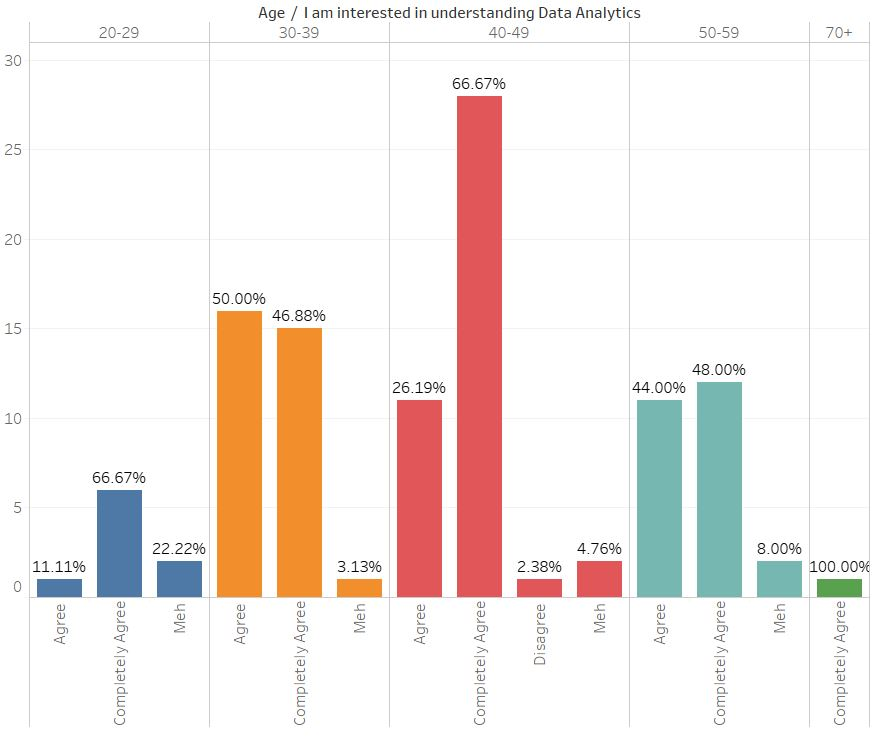 Age / I am interested in understanding Data Analytics
20-29 30-39 40-49 50-59 70+
30
25
20
15
10
5
0
11.11% 66.67% 22.22% 50.00% 46.88% 3.13% 26.19% 66.67% 2.38% 4.76% 44.00% 48.00% 8.00% 100.00%
Agree
Completely Agree
Meh
Agree
Completely Agree
Meh
Agree
Completely Agree
Disagree
Meh
Agree
Completely Agree
Meh
Completely Agree